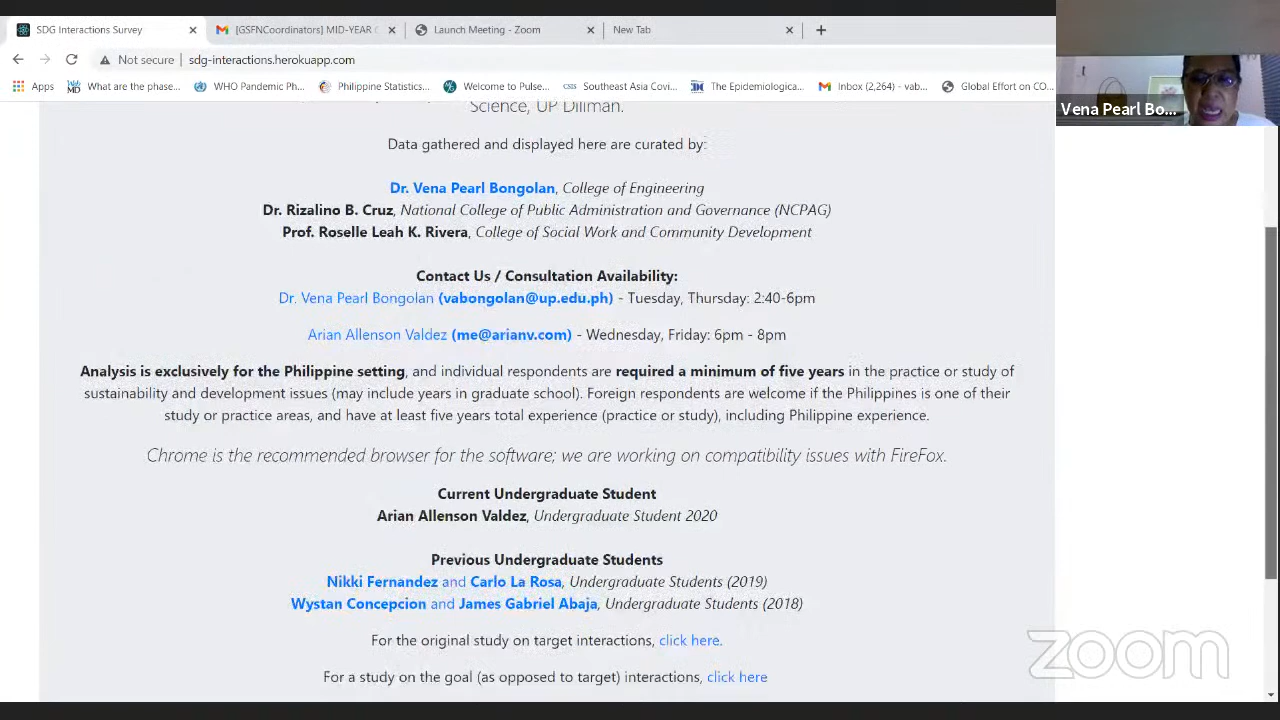 SDG Interactions Survey
[GSFNCoordinators] MID-YEAR
Launch Meeting - Zoom
New Tab
Not secure | sdg-interactions.herokuapp.com
Apps What are the phase... WHO Pandemic Ph... Philippine Statistics... Welcome to Pulse... CSIS Southeast Asia Covi... The Epidemiologica... Inbox (2,264) - vab... Global Effort on CO...
Vena Pearl Bo...
Science, UP Diliman.
Data gathered and displayed here are curated by:
Dr. Vena Pearl Bongolan, College of Engineering
Dr. Rizalino B. Cruz, National College of Public Administration and Governance (NCPAG)
Prof. Roselle Leah K. Rivera, College of Social Work and Community Development
Contact Us / Consultation Availability:
Dr. Vena Pearl Bongolan (vabongolan@up.edu.ph) - Tuesday, Thursday: 2:40-6pm
Arian Allenson Valdez (me@arianv.com) - Wednesday, Friday: 6pm - 8pm
Analysis is exclusively for the Philippine setting, and individual respondents are required a minimum of five years in the practice or study of
sustainability and development issues (may include years in graduate school). Foreign respondents are welcome if the Philippines is one of their
study or practice areas, and have at least five years total experience (practice or study), including Philippine experience.
Chrome is the recommended browser for the software; we are working on compatibility issues with FireFox.
Current Undergraduate Student
Arian Allenson Valdez, Undergraduate Student 2020
Previous Undergraduate Students
Nikki Fernandez and Carlo La Rosa, Undergraduate Students (2019)
Wystan Concepcion and James Gabriel Abaja, Undergraduate Students (2018)
For the original study on target interactions, click here.
For a study on the goal (as opposed to target) interactions, click here
zoom